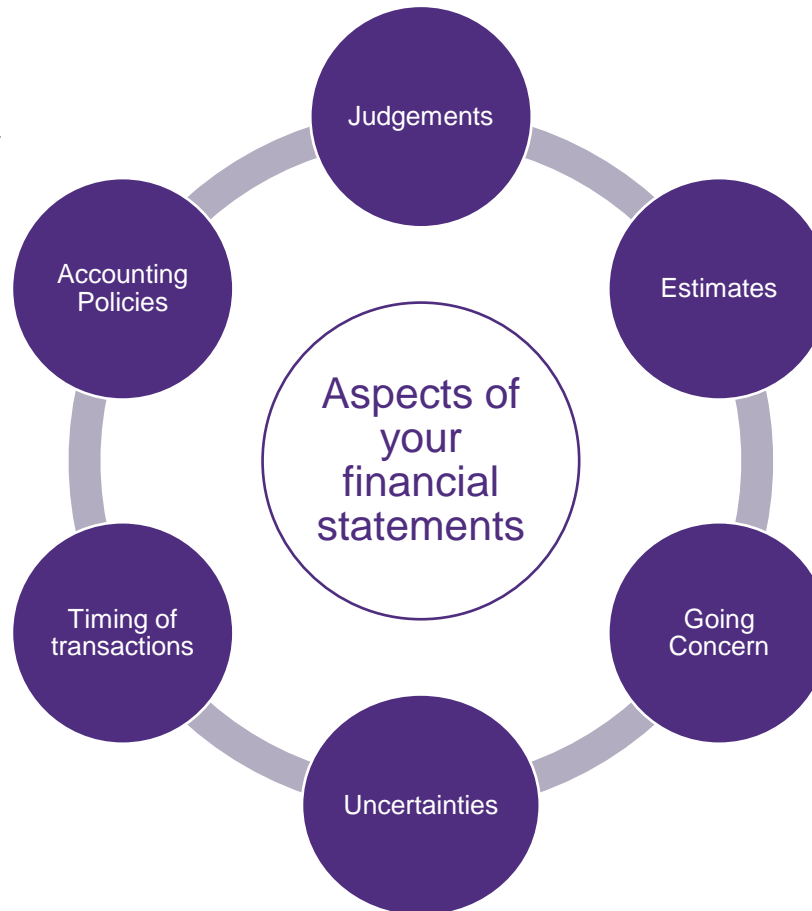 Judgements
Estimates
Going
Concern
Uncertainties
Timing of
transactions
Accounting
Policies
Aspects of
your
financial
statements